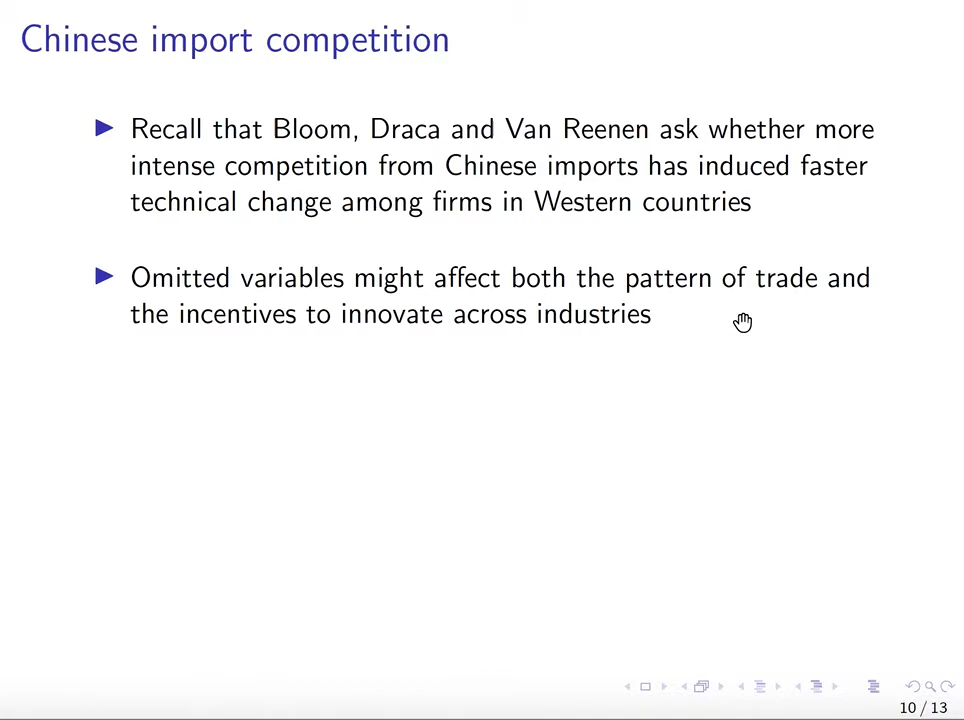 Chinese import competition
Recall that Bloom, Draca and Van Reenen ask whether more
intense competition from Chinese imports has induced faster
technical change among firms in Western countries
Omitted variables might affect both the pattern of trade and
the incentives to innovate across industries
10 / 13